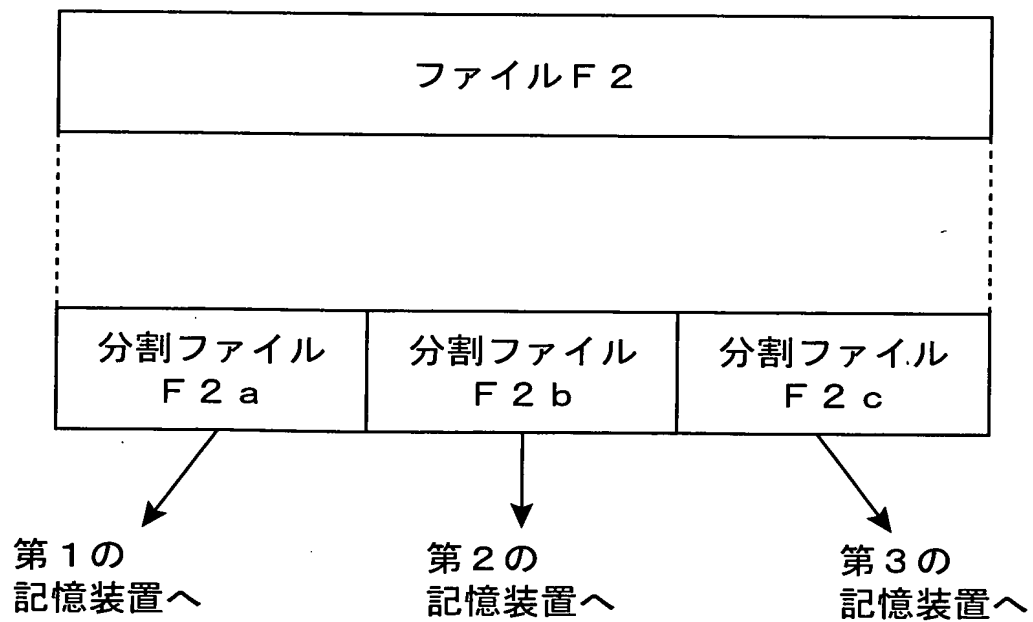 ファイルF2
分割ファイル
F2a
分割ファイル
F2b
分割ファイル
F2c
第1の
記憶装置へ
第2の
記憶装置へ
第3の
記憶装置へ